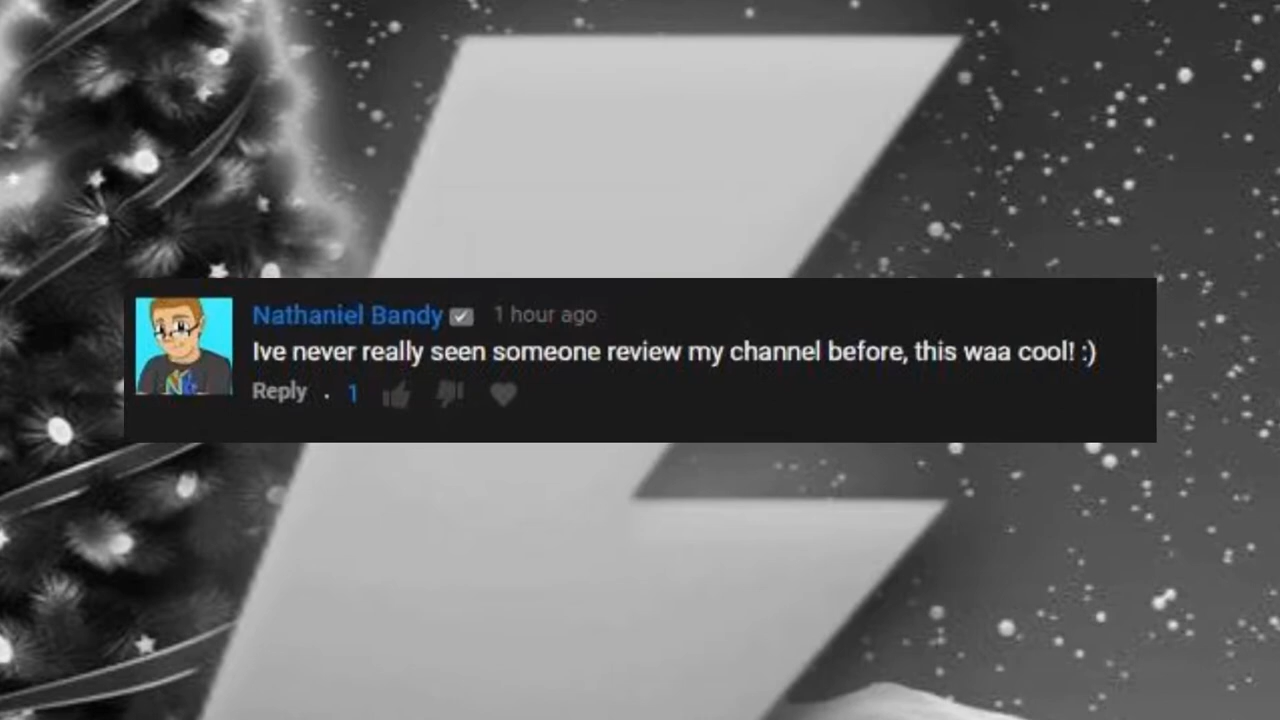 Nathaniel Bandy 1 hour ago
Ive never really seen someone review my channel before, this waa cool! :)
Reply . 1